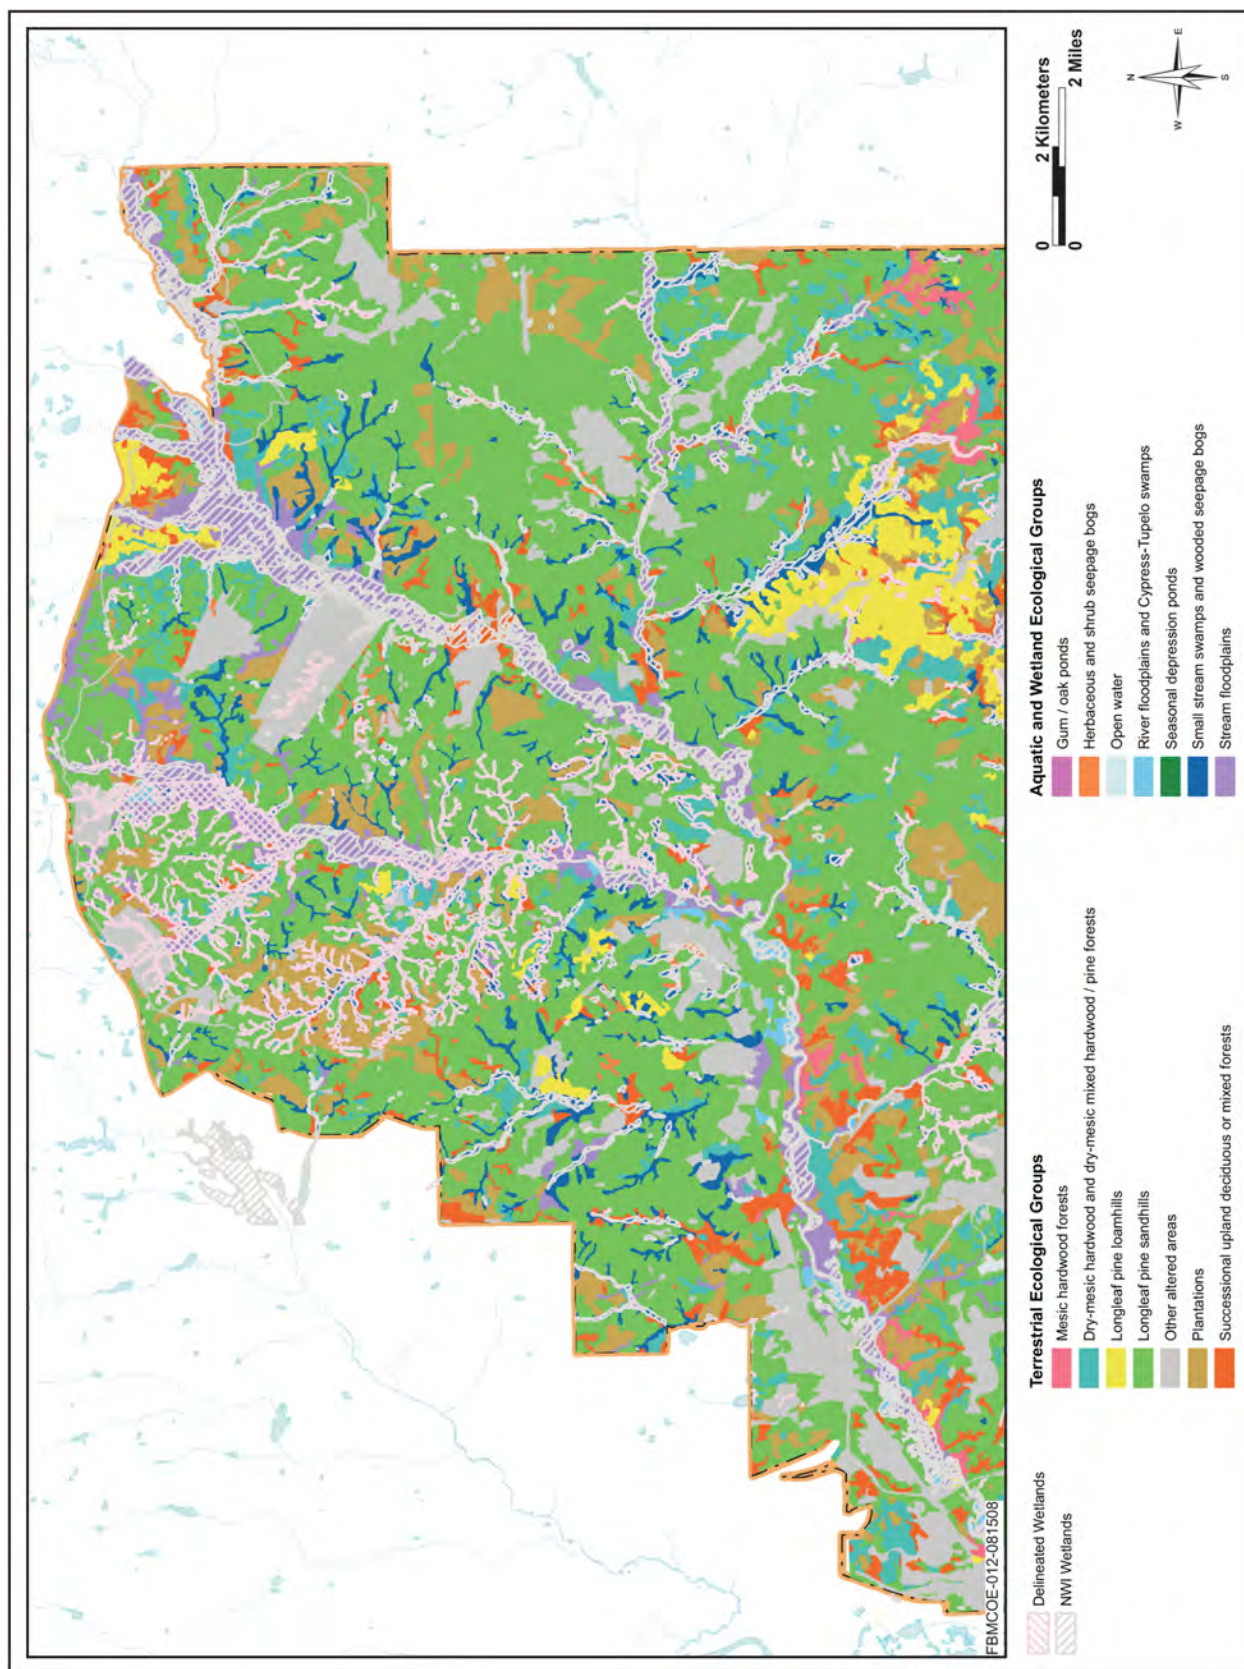 FBMCOE-012-081508
Delineated Wetlands
NWI Wetlands
Terrestrial Ecological Groups
Mesic hardwood forests
Dry-mesic hardwood and dry-mesic mixed hardwood / pine forests
Longleaf pine loamhills
Longleaf pine sandhills
Other altered areas
Plantations
Successional upland deciduous or mixed forests
Aquatic and Wetland Ecological Groups
Gum / oak ponds
Herbaceous and shrub seepage bogs
Open water
River floodplains and Cypress-Tupelo swamps
Seasonal depression ponds
Small stream swamps and wooded seepage bogs
Stream floodplains
0 2 Kilometers
0 2 Miles
N
W E
S